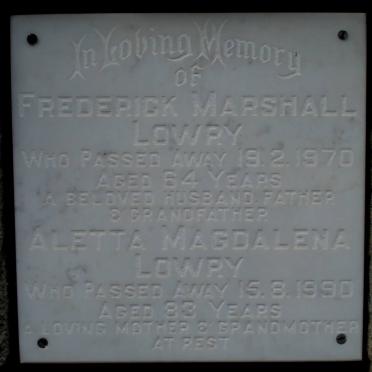 In Loving Memory
of
FREDERICK MARSHALL
LOWRY
WHO PASSED AWAY 19.2.1970
AGED 64 YEARS
A BELOVED HUSBAND, FATHER
& GRANDFATHER
ALETTA MAGDALENA
LOWRY
WHO PASSED AWAY 15.8.1990
AGED 83 YEARS
A LOVING MOTHER & GRANDMOTHER
AT REST